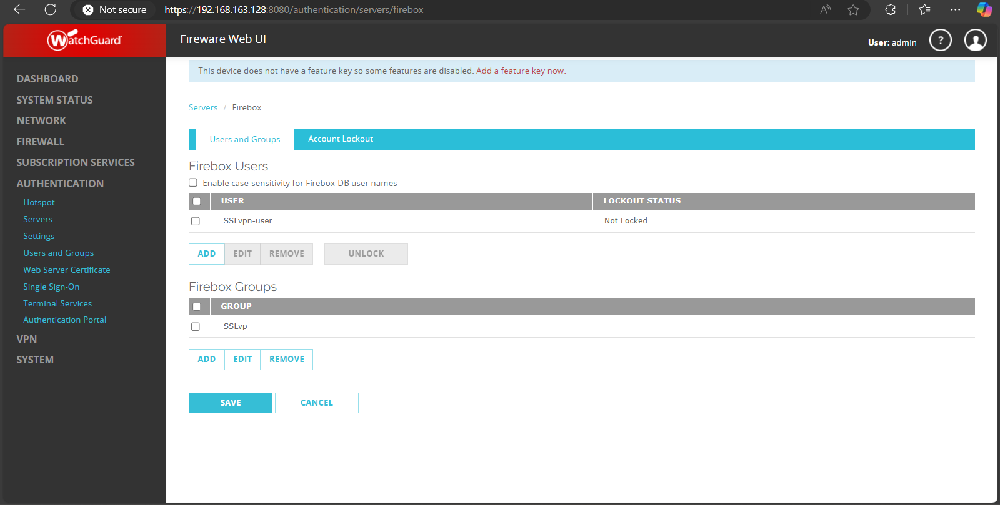 Not secure https://192.168.163.128:8080/authentication/servers/firebox
WatchGuard Fireware Web UI User: admin ?
DASHBOARD
SYSTEM STATUS
NETWORK
FIREWALL
SUBSCRIPTION SERVICES
AUTHENTICATION
Hotspot
Servers
Settings
Users and Groups
Web Server Certificate
Single Sign-On
Terminal Services
Authentication Portal
VPN
SYSTEM
This device does not have a feature key so some features are disabled. Add a feature key now.
Servers / Firebox
Users and Groups Account Lockout
Firebox Users
Enable case-sensitivity for Firebox-DB user names
USER LOCKOUT STATUS
SSLvpn-user Not Locked
ADD EDIT REMOVE UNLOCK
Firebox Groups
GROUP
SSLvp
ADD EDIT REMOVE
SAVE CANCEL